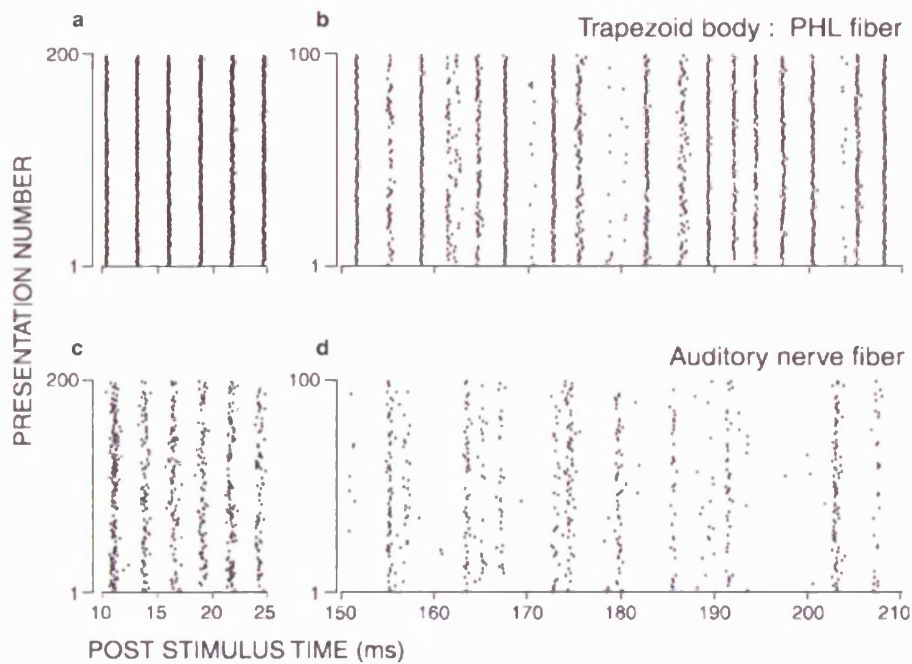 a
b
Trapezoid body : PHL fiber
200
100
1
1
PRESENTATION NUMBER
c
d
Auditory nerve fiber
200
100
1
1
10 15 20 25
150 160 170 180 190 200 210
POST STIMULUS TIME (ms)